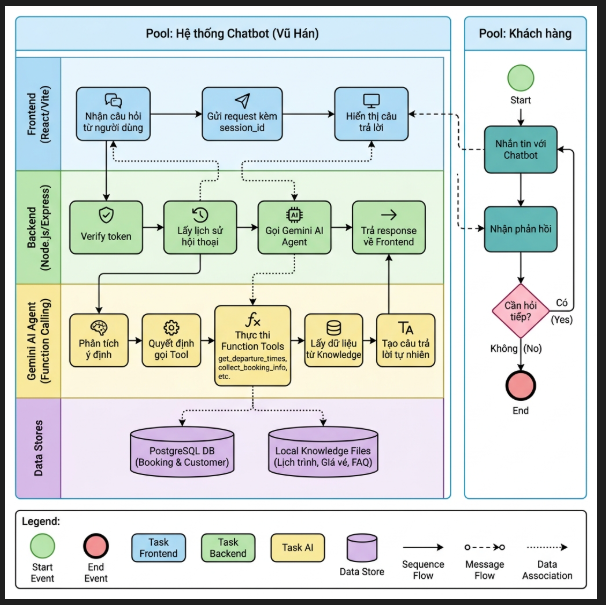 Pool: Hệ thống Chatbot (Vũ Hán)
Pool: Khách hàng
Frontend
(React/Vite)
Nhận câu hỏi
từ người dùng
Gửi request kèm
session_id
Hiển thị câu
trả lời
Backend
(Node.js/Express)
Verify token
Lấy lịch sử
hội thoại
AI
Gọi Gemini AI
Agent
Trả response
về Frontend
Gemini AI Agent
(Function Calling)
Phân tích
ý định
Quyết định
gọi Tool
fx
Thực thi
Function Tools
get_departure_times,
collect_booking_info,
etc.
Lấy dữ liệu
từ Knowledge
TA
Tạo câu trả
lời tự nhiên
Data Stores
PostgreSQL DB
(Booking & Customer)
Local Knowledge Files
(Lịch trình, Giá vé, FAQ)
Start
Nhắn tin với
Chatbot
Nhận phản hồi
Cần hỏi
tiếp?
Có
(Yes)
Không (No)
End
Legend:
Start
Event
End
Event
Task
Frontend
Task
Backend
Task AI
Data Store
Sequence
Flow
Message
Flow
Data
Association